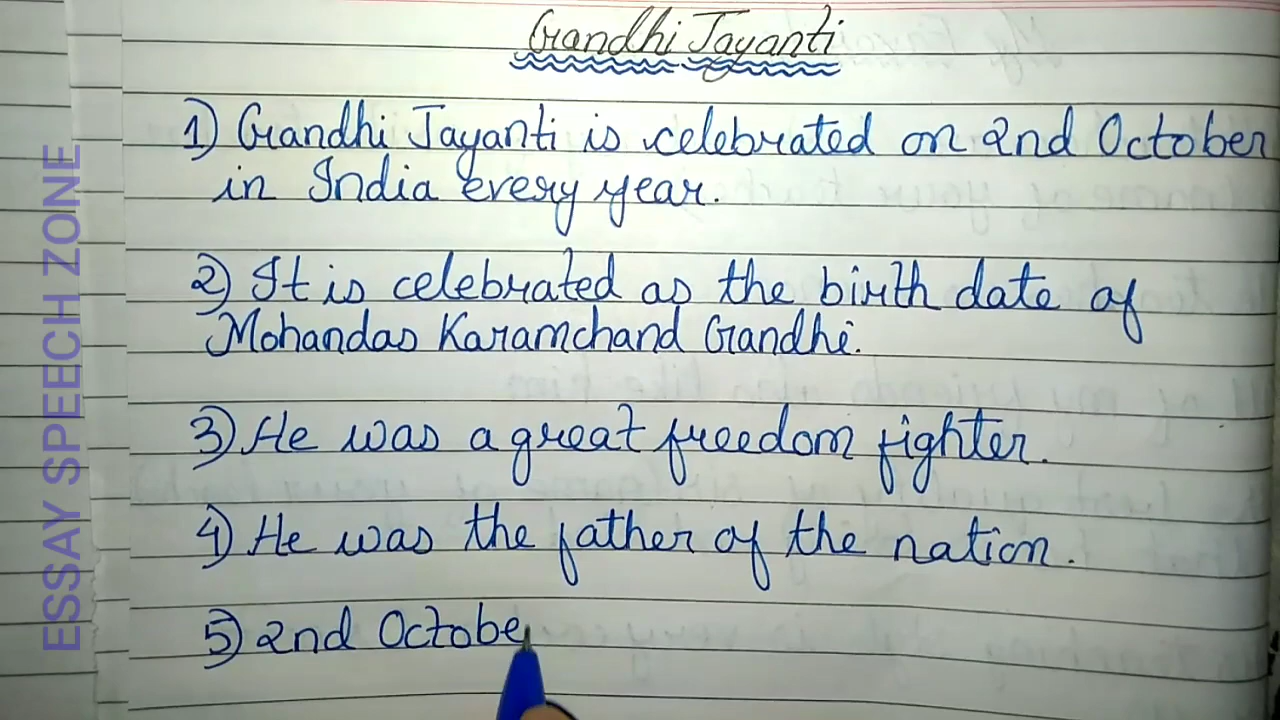 Gandhi Jayanti
1) Gandhi Jayanti is celebrated on 2nd October
in India every year.
2) It is celebrated as the birth date of
Mohandas Karamchand Gandhi.
3) He was a great freedom fighter.
4) He was the father of the nation.
5) 2nd Octobe
ESSAY SPEECH ZONE